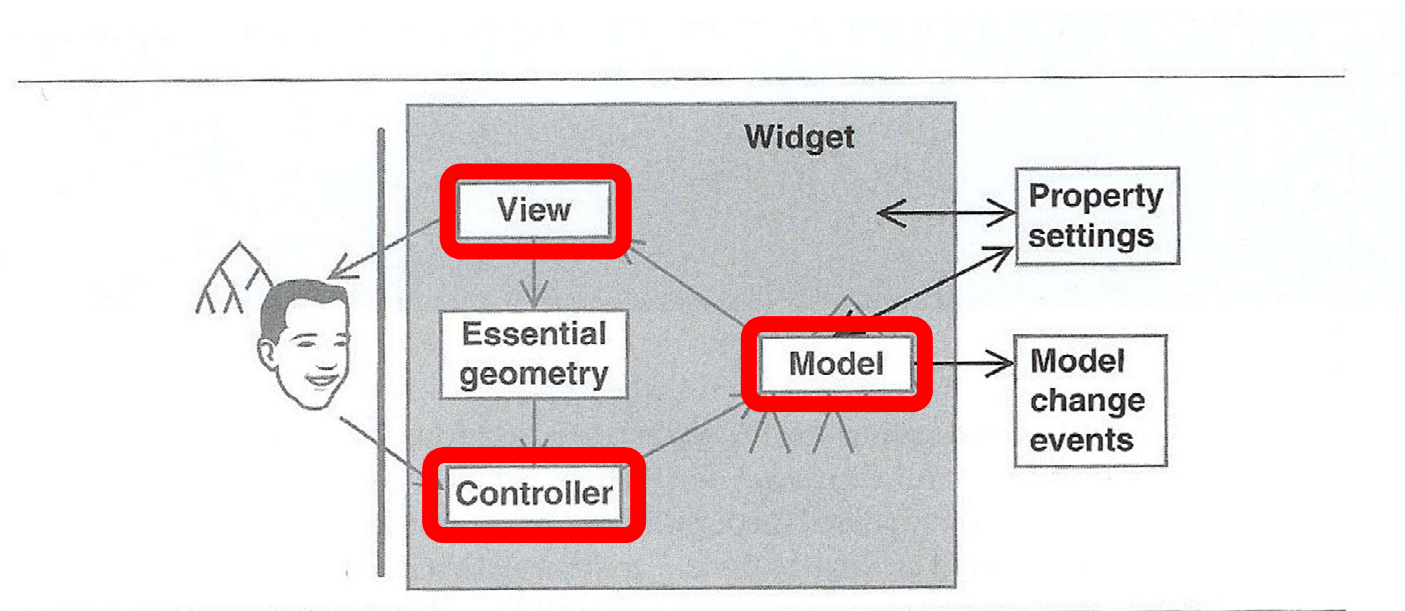 Widget
View
Property
settings
Essential
geometry
Model
Model
change
events
Controller